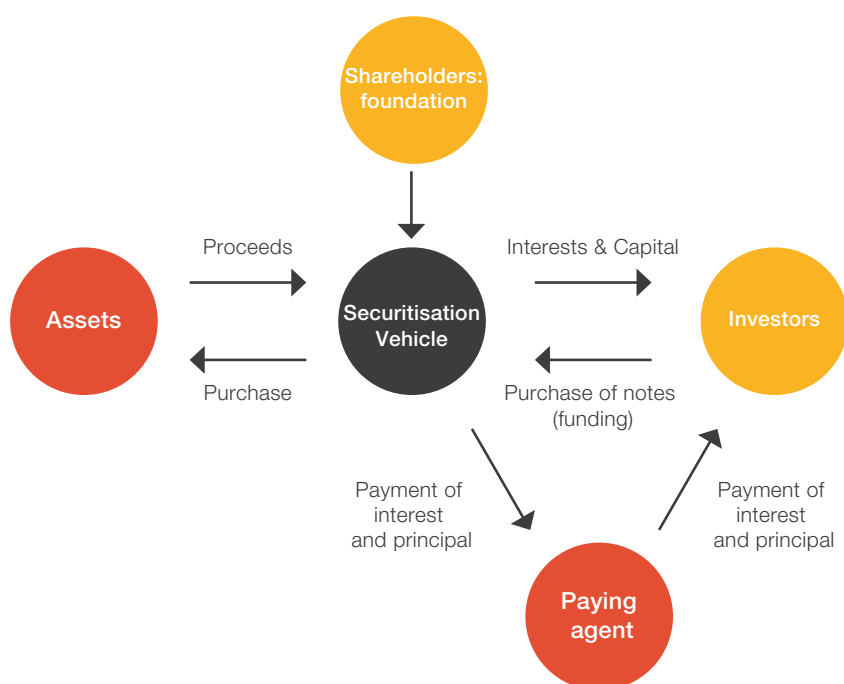 Shareholders:
foundation
Proceeds
Interests & Capital
Assets
Securitisation
Vehicle
Investors
Purchase
Purchase of notes
(funding)
Payment of
interest
and principal
Payment of
interest
and principal
Paying
agent